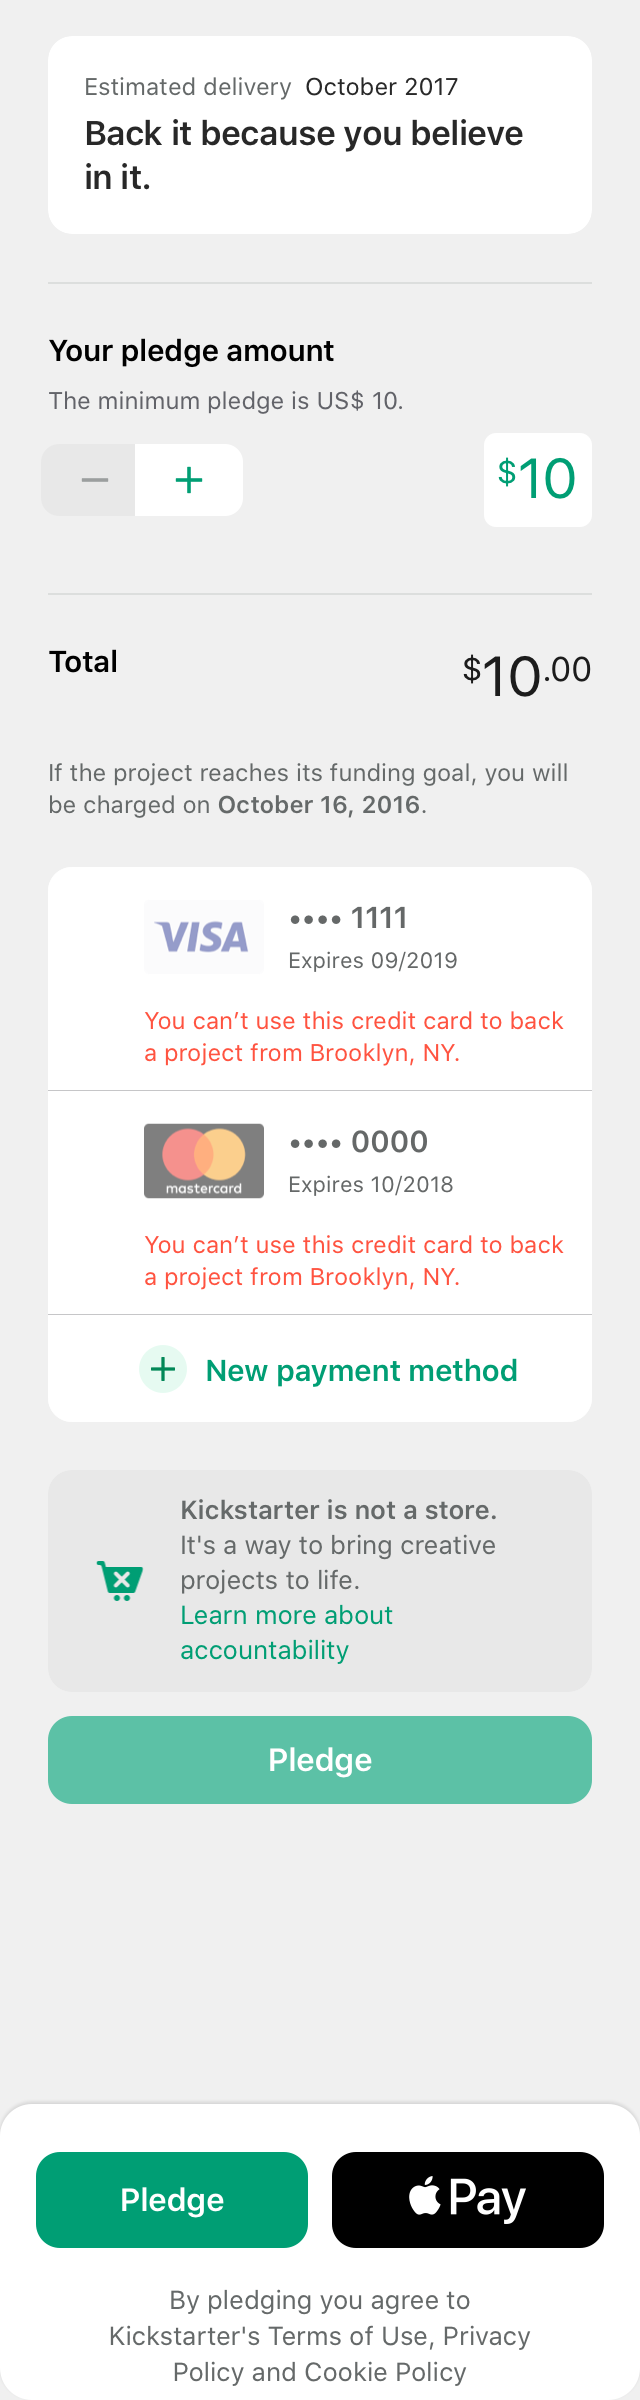 Estimated delivery October 2017
Back it because you believe
in it.
Your pledge amount
The minimum pledge is US$ 10.
− +
$10
Total
$10.00
If the project reaches its funding goal, you will
be charged on October 16, 2016.
VISA
•••• 1111
Expires 09/2019
You can’t use this credit card to back
a project from Brooklyn, NY.
mastercard
•••• 0000
Expires 10/2018
You can’t use this credit card to back
a project from Brooklyn, NY.
+ New payment method
Kickstarter is not a store.
It's a way to bring creative
projects to life.
Learn more about
accountability
Pledge
Pledge
Pay
By pledging you agree to
Kickstarter's Terms of Use, Privacy
Policy and Cookie Policy